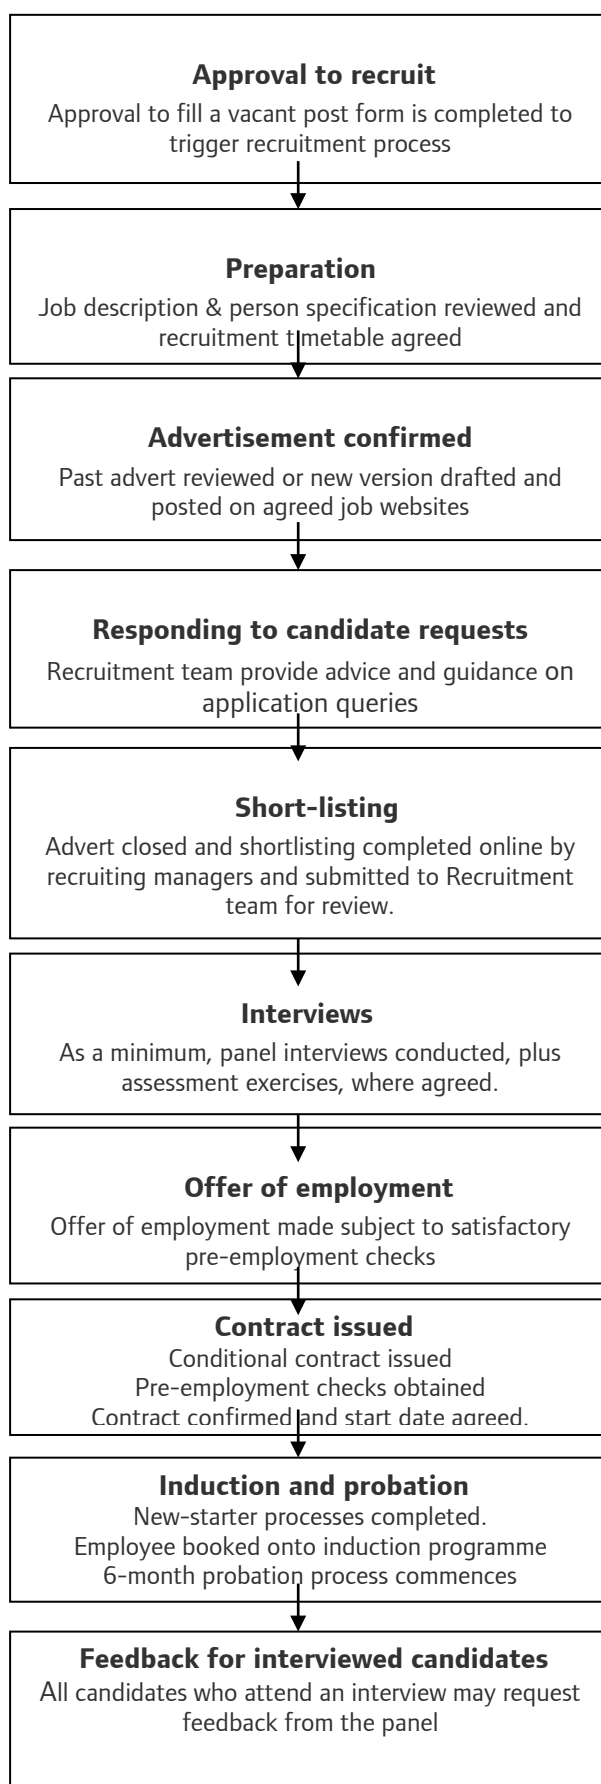 Approval to recruit
Approval to fill a vacant post form is completed to
trigger recruitment process
Preparation
Job description & person specification reviewed and
recruitment timetable agreed
Advertisement confirmed
Past advert reviewed or new version drafted and
posted on agreed job websites
Responding to candidate requests
Recruitment team provide advice and guidance on
application queries
Short-listing
Advert closed and shortlisting completed online by
recruiting managers and submitted to Recruitment
team for review.
Interviews
As a minimum, panel interviews conducted, plus
assessment exercises, where agreed.
Offer of employment
Offer of employment made subject to satisfactory
pre-employment checks
Contract issued
Conditional contract issued
Pre-employment checks obtained
Contract confirmed and start date agreed.
Induction and probation
New-starter processes completed.
Employee booked onto induction programme
6-month probation process commences
Feedback for interviewed candidates
All candidates who attend an interview may request
feedback from the panel